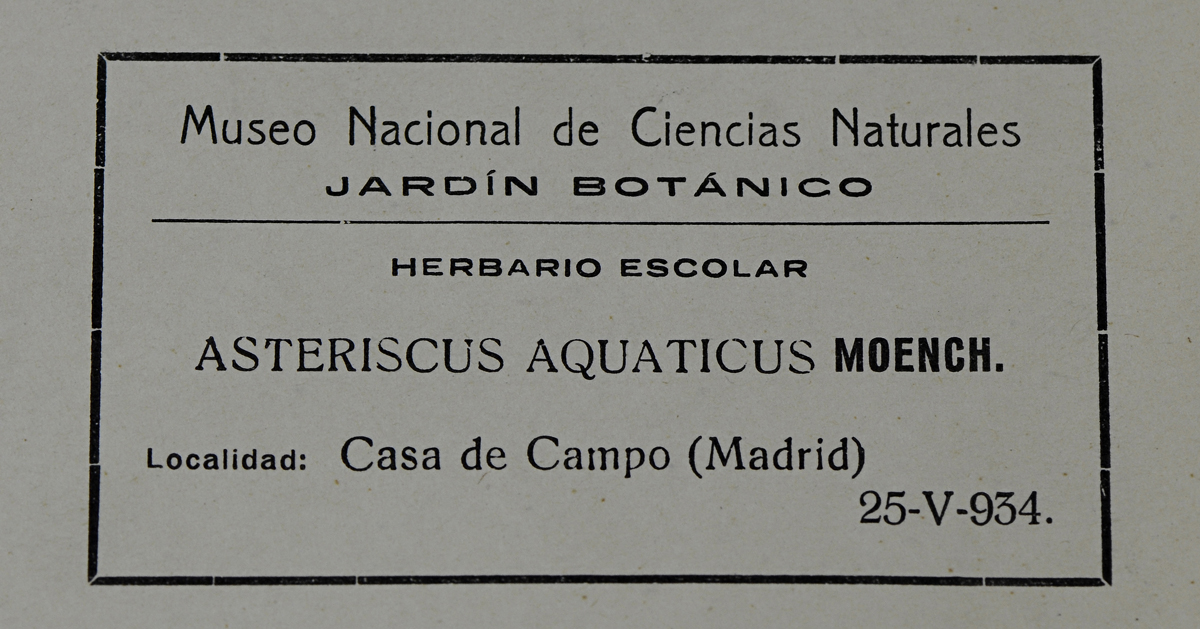 Museo Nacional de Ciencias Naturales
JARDÍN BOTÁNICO
HERBARIO ESCOLAR
ASTERISCUS AQUATICUS MOENCH.
Localidad: Casa de Campo (Madrid)
25-V-934.